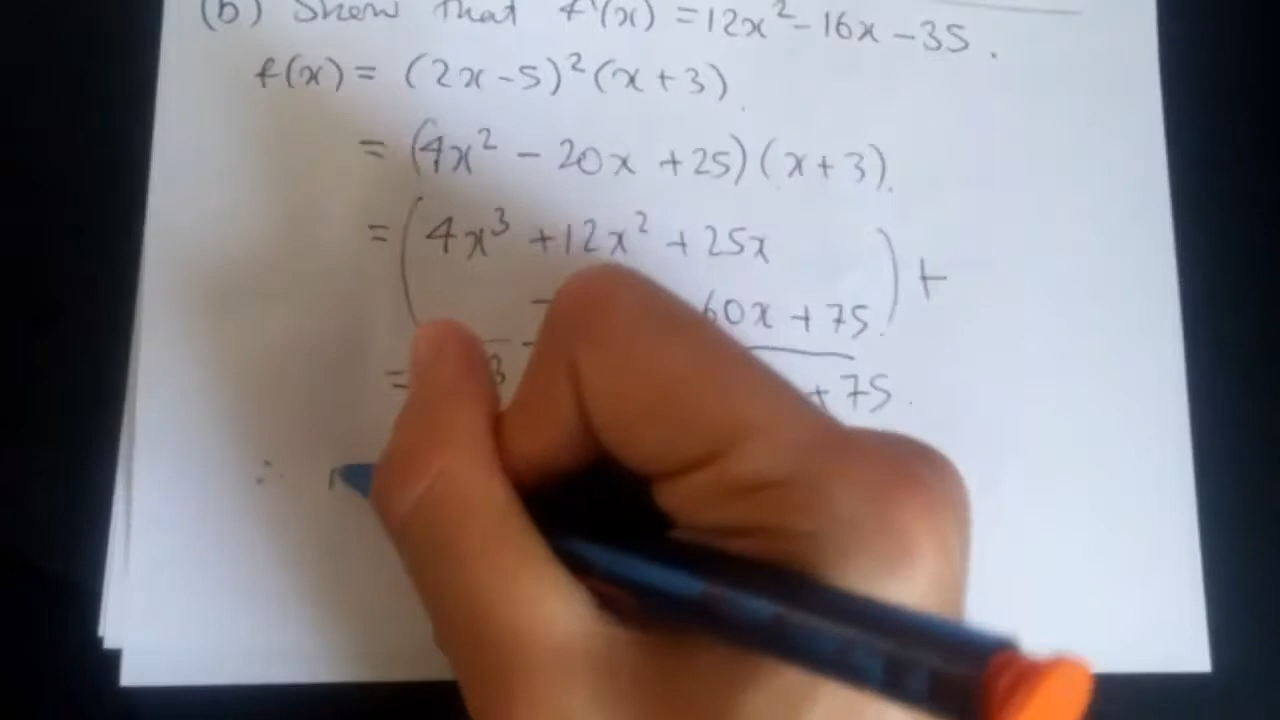 (b) Show that f'(x) = 12x² - 16x - 35.
f(x) = (2x-5)²(x+3)
= (4x² - 20x + 25)(x+3)
= (4x³ + 12x² + 25x
60x + 75) +
= + 75.
∴